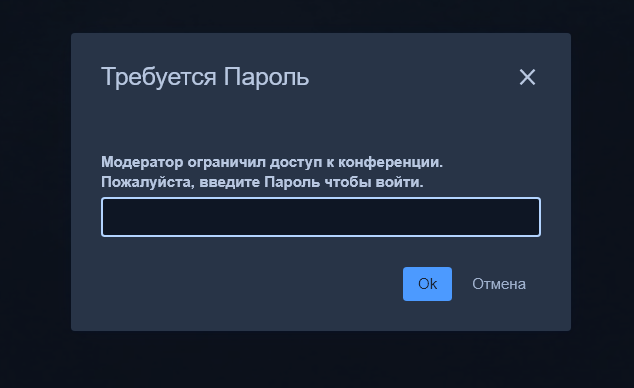 Требуется Пароль
Модератор ограничил доступ к конференции.
Пожалуйста, введите Пароль чтобы войти.
Ok Отмена